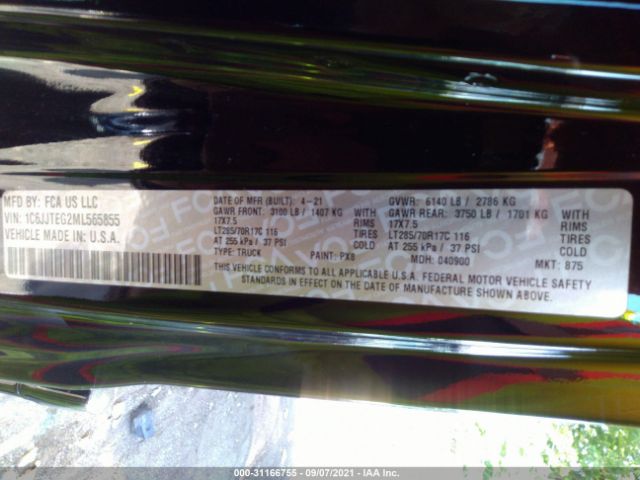 MFD BY: FCA US LLC
VIN: 1C6JJTEG2ML565855
VEHICLE MADE IN: U.S.A.
DATE OF MFR (BUILT): 4-21
GAWR FRONT: 3100 LB / 1407 KG
17X7.5 RIMS
LT285/70R17C 116 TIRES
AT 255 kPa / 37 PSI COLD
TYPE: TRUCK PAINT: PX8
GVWR: 6140 LB / 2786 KG
GAWR REAR: 3750 LB / 1701 KG
17X7.5 RIMS
LT285/70R17C 116 TIRES
AT 255 kPa / 37 PSI COLD
MDH: 040900 MKT: 875
THIS VEHICLE CONFORMS TO ALL APPLICABLE U.S.A. FEDERAL MOTOR VEHICLE SAFETY
STANDARDS IN EFFECT ON THE DATE OF MANUFACTURE SHOWN ABOVE.
000-31166755 - 09/07/2021 - IAA Inc.